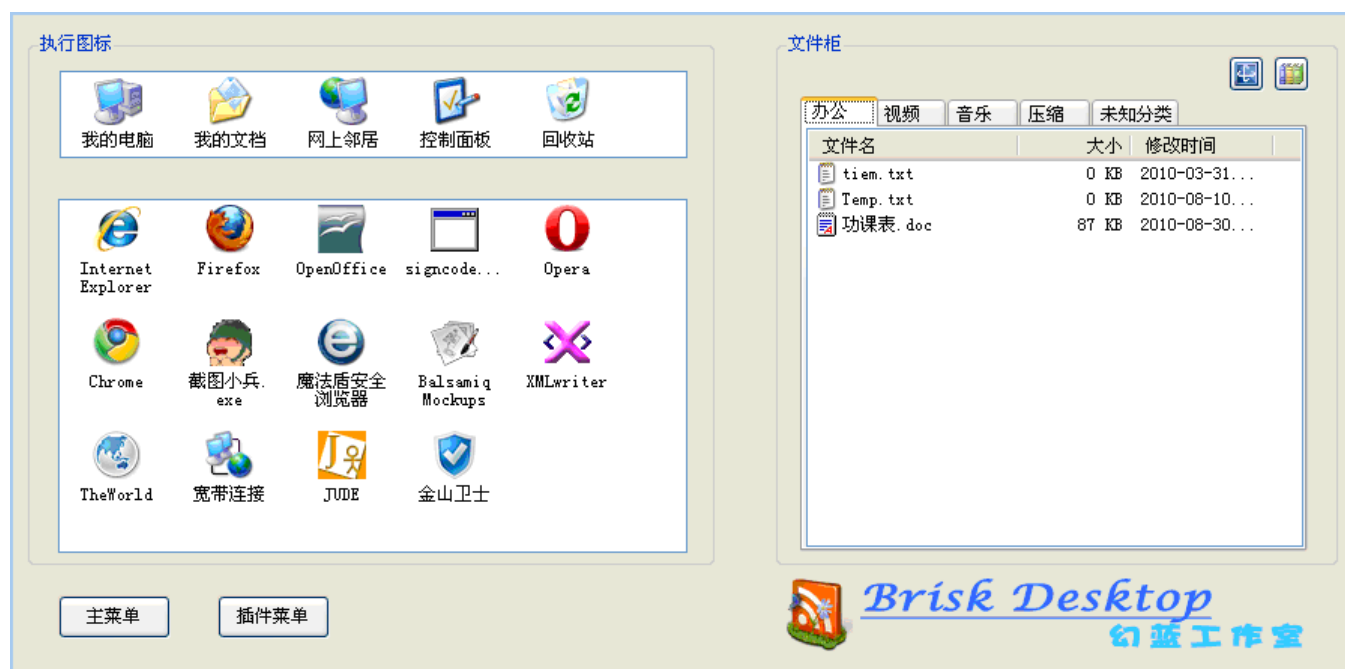 执行图标
我的电脑 我的文档 网上邻居 控制面板 回收站
Internet Explorer
Firefox
OpenOffice
signcode...
Opera
Chrome
截图小兵.exe
魔法盾安全浏览器
Balsamiq Mockups
XMLwriter
TheWorld
宽带连接
JUDE
金山卫士
主菜单 插件菜单
文件柜
办公 视频 音乐 压缩 未知分类
文件名 大小 修改时间
tiem.txt 0 KB 2010-03-31...
Temp.txt 0 KB 2010-08-10...
功课表.doc 87 KB 2010-08-30...
Brisk Desktop
幻蓝工作室